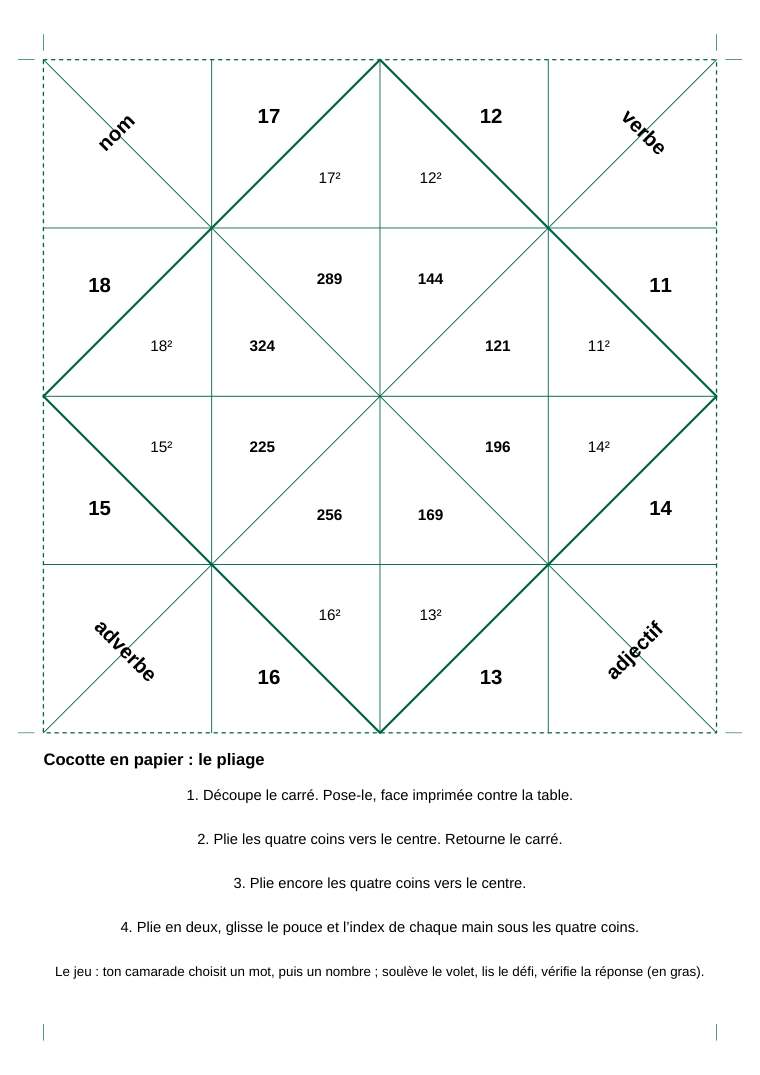 nom
17
12
verbe
17²
12²
18
289
144
11
18²
324
121
11²
15²
225
196
14²
15
256
169
14
16²
13²
adverbe
16
13
adjectif
Cocotte en papier : le pliage
1. Découpe le carré. Pose-le, face imprimée contre la table.
2. Plie les quatre coins vers le centre. Retourne le carré.
3. Plie encore les quatre coins vers le centre.
4. Plie en deux, glisse le pouce et l’index de chaque main sous les quatre coins.
Le jeu : ton camarade choisit un mot, puis un nombre ; soulève le volet, lis le défi, vérifie la réponse (en gras).